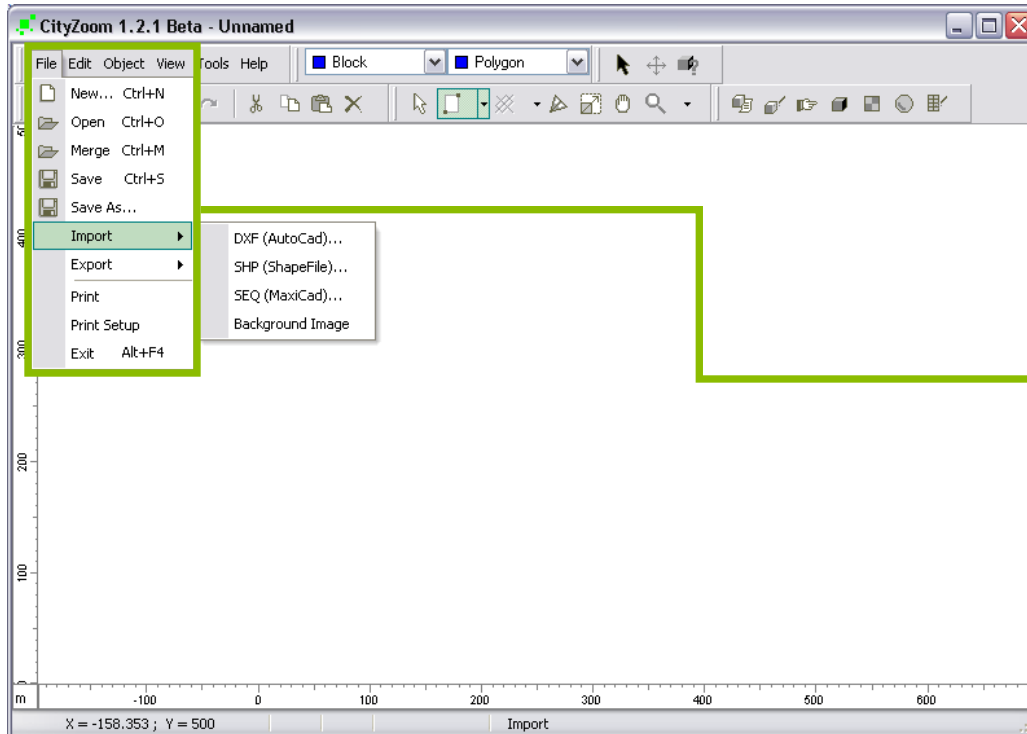 CityZoom 1.2.1 Beta - Unnamed
File Edit Object View Tools Help Block Polygon
New... Ctrl+N
Open Ctrl+O
Merge Ctrl+M
Save Ctrl+S
Save As...
Import
DXF (AutoCad)...
SHP (ShapeFile)...
SEQ (MaxiCad)...
Background Image
Export
Print
Print Setup
Exit Alt+F4
400
300
200
100
m -100 0 100 200 300 400 500 600
X = -158.353 ; Y = 500 Import